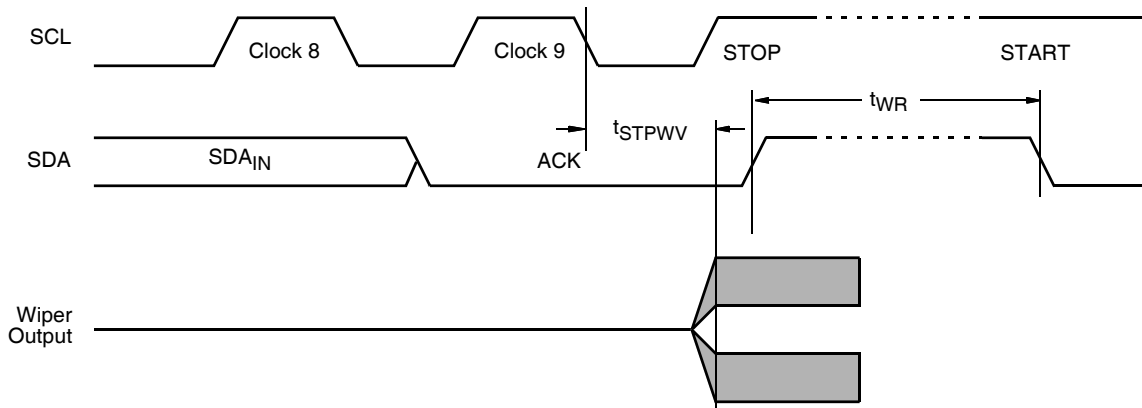 SCL
Clock 8
Clock 9
STOP
START
tWR
tSTPWV
SDA
SDAIN
ACK
Wiper
Output